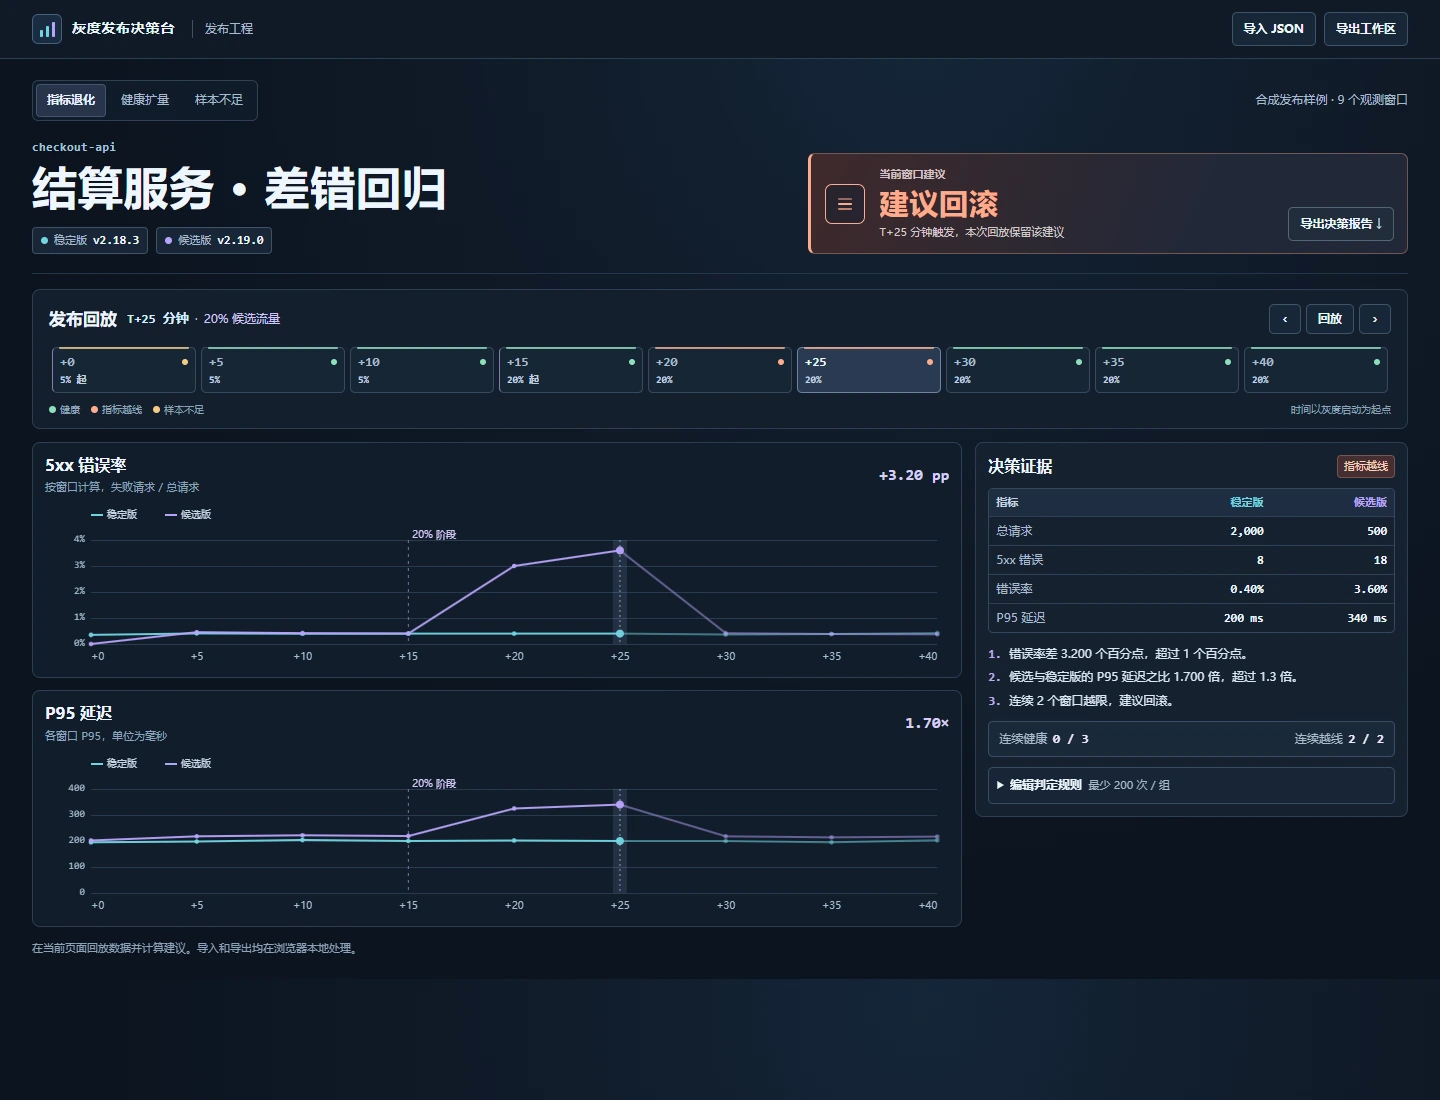 灰度发布决策台 发布工程 导入 JSON 导出工作区
指标退化 健康扩量 样本不足 合成发布样例 · 9 个观测窗口
checkout-api
结算服务 · 差错回归
稳定版 v2.18.3 候选版 v2.19.0
当前窗口建议
建议回滚
T+25 分钟触发，本次回放保留该建议
导出决策报告 ↓
发布回放 T+25 分钟 · 20% 候选流量 ‹ 回放 ›
+0 +5 +10 +15 +20 +25 +30 +35 +40
5% 起 5% 5% 20% 起 20% 20% 20% 20% 20%
健康 指标越线 样本不足 时间以灰度启动为起点
5xx 错误率
按窗口计算，失败请求 / 总请求
+3.20 pp
稳定版 候选版
20% 阶段
4%
3%
2%
1%
0%
+0 +5 +10 +15 +20 +25 +30 +35 +40
P95 延迟
各窗口 P95，单位为毫秒
1.70×
稳定版 候选版
20% 阶段
400
300
200
100
0
+0 +5 +10 +15 +20 +25 +30 +35 +40
决策证据 指标越线
指标 稳定版 候选版
总请求 2,000 500
5xx 错误 8 18
错误率 0.40% 3.60%
P95 延迟 200 ms 340 ms
1. 错误率差 3.200 个百分点，超过 1 个百分点。
2. 候选与稳定版的 P95 延迟之比 1.700 倍，超过 1.3 倍。
3. 连续 2 个窗口越限，建议回滚。
连续健康 0 / 3 连续越线 2 / 2
编辑判定规则 最少 200 次 / 组
在当前页面回放数据并计算建议。导入和导出均在浏览器本地处理。